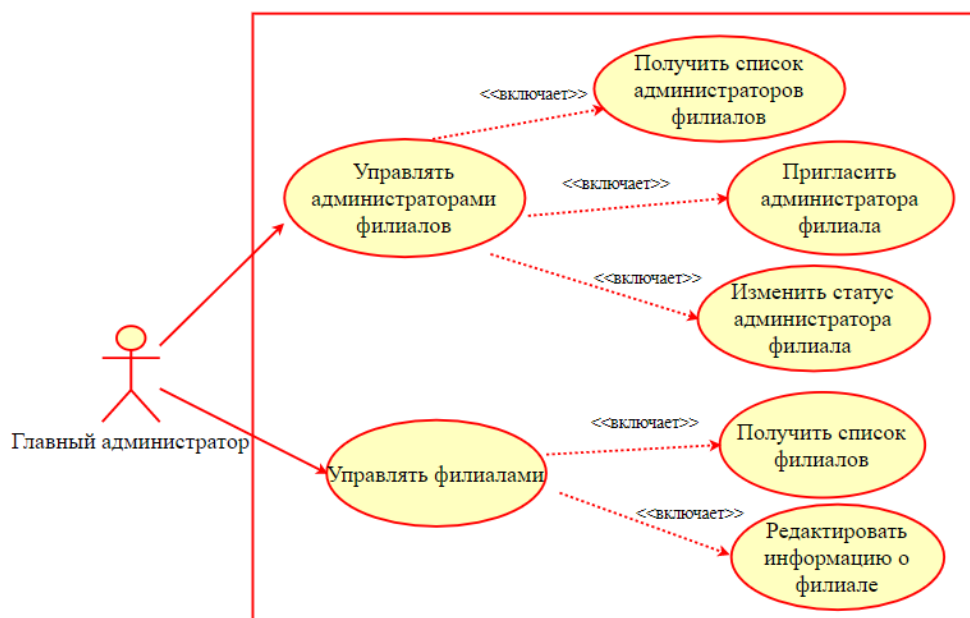 Получить список
администраторов
филиалов
<<включает>>
Управлять
администраторами
филиалов
<<включает>>
Пригласить
администратора
филиала
<<включает>>
Изменить статус
администратора
филиала
Главный администратор
<<включает>>
Получить список
филиалов
Управлять филиалами
<<включает>>
Редактировать
информацию о
филиале